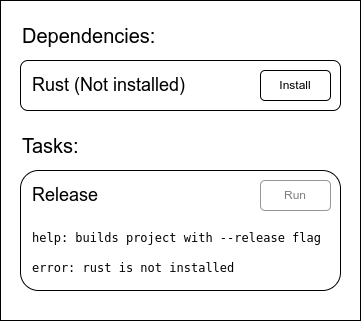 Dependencies:
Rust (Not installed)
Install
Tasks:
Release
Run
help: builds project with --release flag
error: rust is not installed